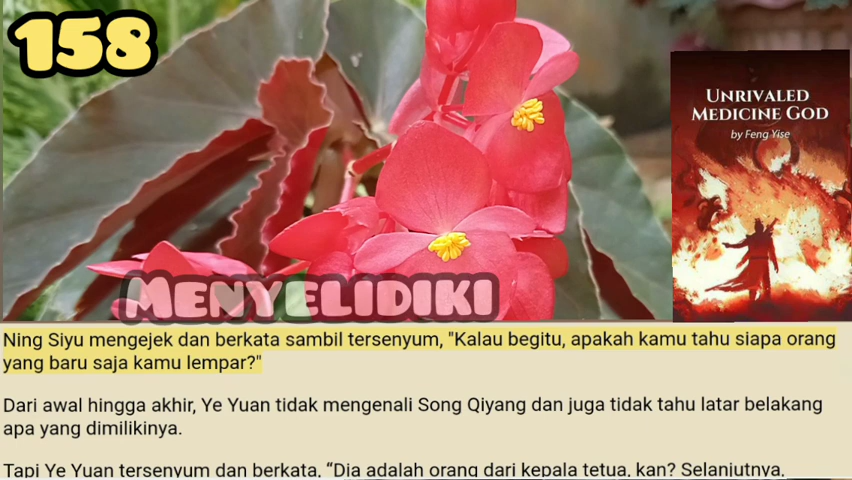 158
UNRIVALED
MEDICINE GOD
by Feng Yise
MENYELIDIKI
Ning Siyu mengejek dan berkata sambil tersenyum, "Kalau begitu, apakah kamu tahu siapa orang
yang baru saja kamu lempar?"
Dari awal hingga akhir, Ye Yuan tidak mengenali Song Qiyang dan juga tidak tahu latar belakang
apa yang dimilikinya.
Tapi Ye Yuan tersenyum dan berkata, “Dia adalah orang dari kepala tetua, kan? Selanjutnya,